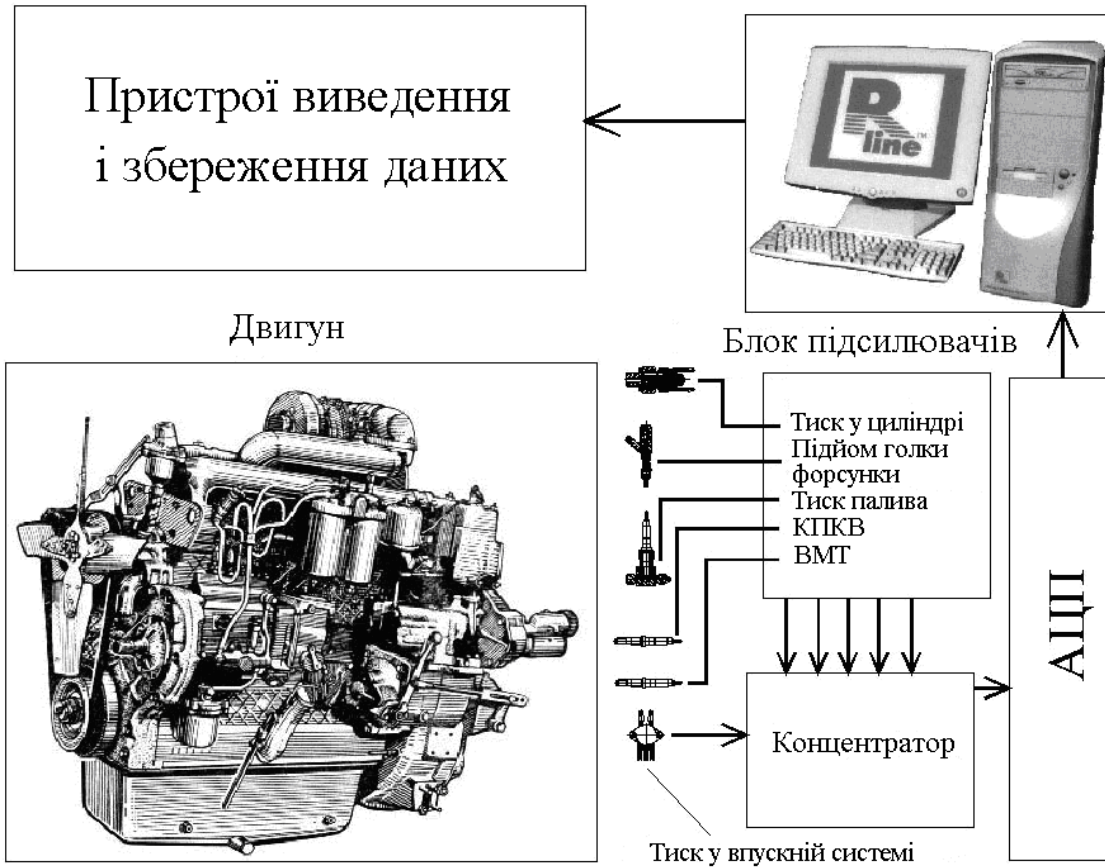 Пристрої виведення
і збереження даних
R
line™
Двигун
Блок підсилювачів
Тиск у циліндрі
Підйом голки
форсунки
Тиск палива
КПКВ
ВМТ
АЦП
Концентратор
Тиск у впускній системі